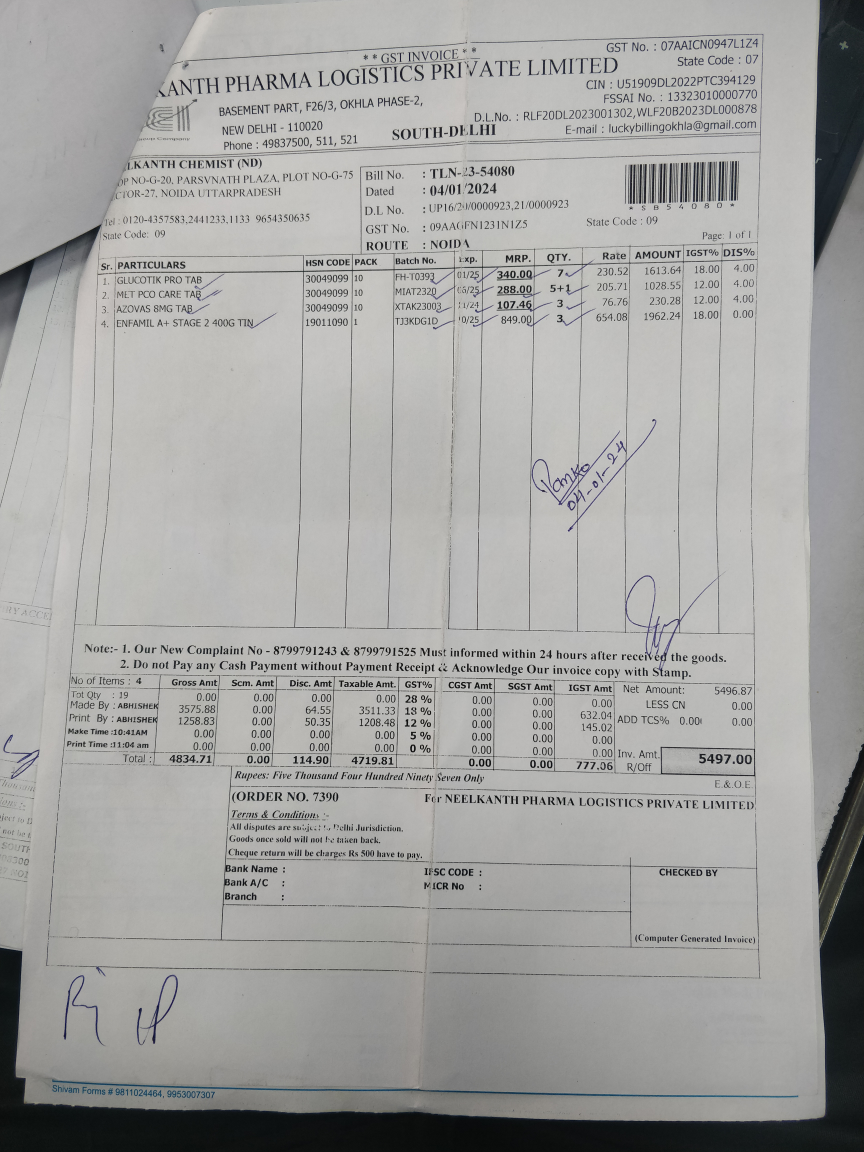 * * GST INVOICE * *
GST No. : 07AAICN0947L1Z4
State Code : 07
KANTH PHARMA LOGISTICS PRIVATE LIMITED
CIN : U51909DL2022PTC394129
FSSAI No. : 13323010000770
BASEMENT PART, F26/3, OKHLA PHASE-2,
D.L.No. : RLF20DL2023001302,WLF20B2023DL000878
NEW DELHI - 110020
SOUTH-DELHI
E-mail : luckybillingokhla@gmail.com
Phone : 49837500, 511, 521
LKANTH CHEMIST (ND)
OP NO-G-20, PARSVNATH PLAZA, PLOT NO-G-75
CTOR-27, NOIDA UTTARPRADESH
Tel : 0120-4357583,2441233,1133 9654350635
State Code: 09
Bill No. : TLN-23-54080
Dated : 04/01/2024
D.L No. : UP16/20/0000923,21/0000923
GST No. : 09AAGFN1231N1Z5
ROUTE : NOIDA
* S B 5 4 0 8 0 *
State Code : 09
Page: 1 of 1
Sr. PARTICULARS HSN CODE PACK Batch No. Exp. MRP. QTY. Rate AMOUNT IGST% DIS%
1. GLUCOTIK PRO TAB 30049099 10 FH-T0393 01/25 340.00 7 230.52 1613.64 18.00 4.00
2. MET PCO CARE TAB 30049099 10 MIAT2320 /25 288.00 5+1 205.71 1028.55 12.00 4.00
3. AZOVAS 8MG TAB 30049099 10 XTAK23003 11/24 107.46 3 76.76 230.28 12.00 4.00
4. ENFAMIL A+ STAGE 2 400G TIN 19011090 1 TJ3KDG1D 10/25 849.00 3 654.08 1962.24 18.00 0.00
04-01-24
Note:- 1. Our New Complaint No - 8799791243 & 8799791525 Must informed within 24 hours after received the goods.
2. Do not Pay any Cash Payment without Payment Receipt & Acknowledge Our invoice copy with Stamp.
No of Items : 4 Gross Amt Scm. Amt Disc. Amt Taxable Amt. GST% CGST Amt SGST Amt IGST Amt Net Amount: 5496.87
Tot Qty : 19 0.00 0.00 0.00 0.00 28 % 0.00 0.00 0.00 LESS CN 0.00
Made By : ABHISHEK 3575.88 0.00 64.55 3511.33 18 % 0.00 0.00 632.04 ADD TCS% 0.00 0.00
Print By : ABHISHEK 1258.83 0.00 50.35 1208.48 12 % 0.00 0.00 145.02
Make Time :10:41AM 0.00 0.00 0.00 0.00 5 % 0.00 0.00 0.00
Print Time :11:04 am 0.00 0.00 0.00 0.00 0 % 0.00 0.00 0.00 Inv. Amt. 5497.00
Total : 4834.71 0.00 114.90 4719.81 0.00 0.00 777.06 R/Off
Rupees: Five Thousand Four Hundred Ninety Seven Only
E.& O.E.
(ORDER NO. 7390 For NEELKANTH PHARMA LOGISTICS PRIVATE LIMITED
Terms & Conditions :-
All disputes are subject to Delhi Jurisdiction.
Goods once sold will not be taken back.
Cheque return will be charges Rs 500 have to pay.
Bank Name : IFSC CODE : CHECKED BY
Bank A/C : MICR No :
Branch :
(Computer Generated Invoice)
Shivam Forms # 9811024464, 9953007307